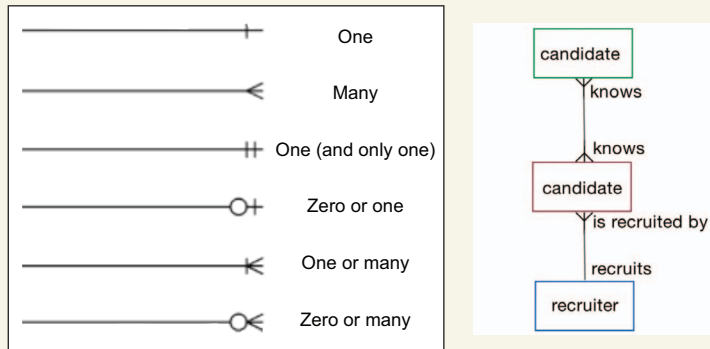 One
Many
One (and only one)
Zero or one
One or many
Zero or many
candidate
knows
knows
candidate
is recruited by
recruits
recruiter